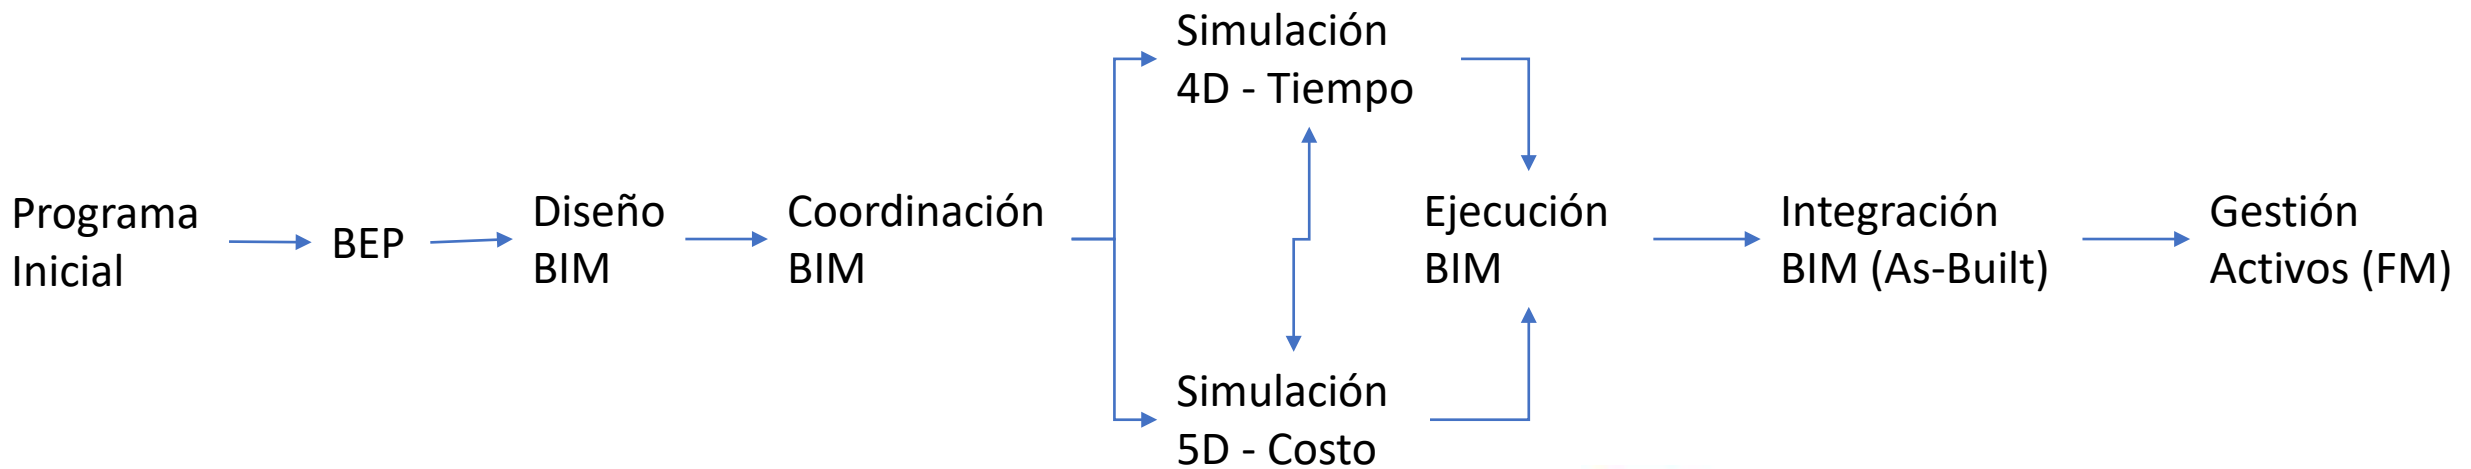 Programa
Inicial
BEP
Diseño
BIM
Coordinación
BIM
Simulación
4D - Tiempo
Simulación
5D - Costo
Ejecución
BIM
Integración
BIM (As-Built)
Gestión
Activos (FM)